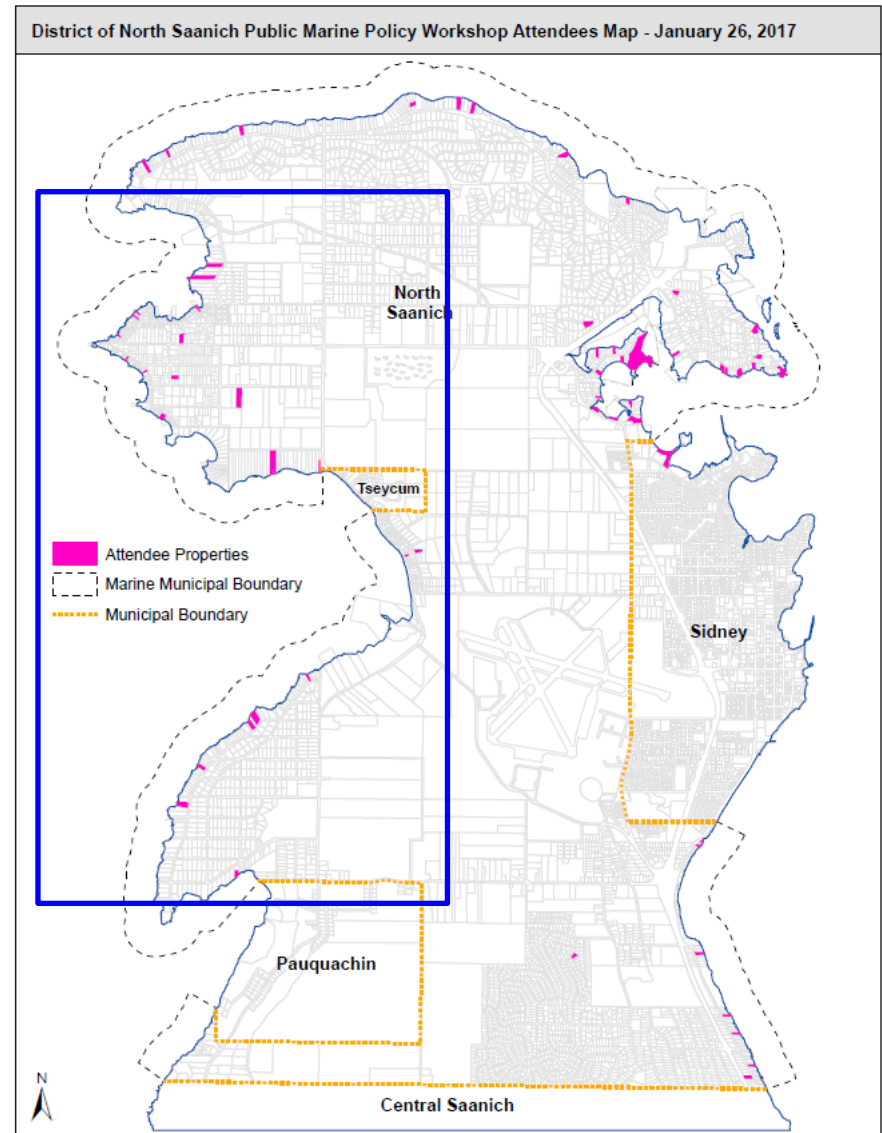 District of North Saanich Public Marine Policy Workshop Attendees Map - January 26, 2017
North
Saanich
Tseycum
Attendee Properties
Marine Municipal Boundary
Municipal Boundary
Sidney
Pauquachin
N
Central Saanich